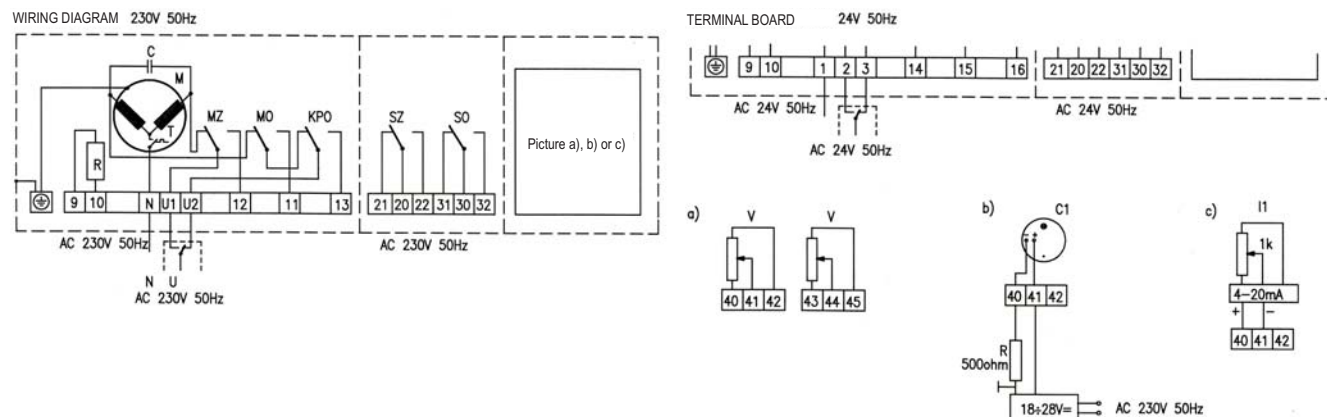 WIRING DIAGRAM 230V 50Hz
C
M
T
MZ MO KPO
SZ SO
R
9 10 N U1 U2 12 11 13
21 20 22 31 30 32
Picture a), b) or c)
AC 230V 50Hz
AC 230V 50Hz
N U
AC 230V 50Hz
TERMINAL BOARD 24V 50Hz
9 10 1 2 3 14 15 16
21 20 22 31 30 32
AC 24V 50Hz
AC 24V 50Hz
AC 24V 50Hz
a)
V V
40 41 42
43 44 45
b)
C1
- +
40 41 42
R
500ohm
18÷28V=
AC 230V 50Hz
c)
I1
1k
4-20mA
+ -
40 41 42